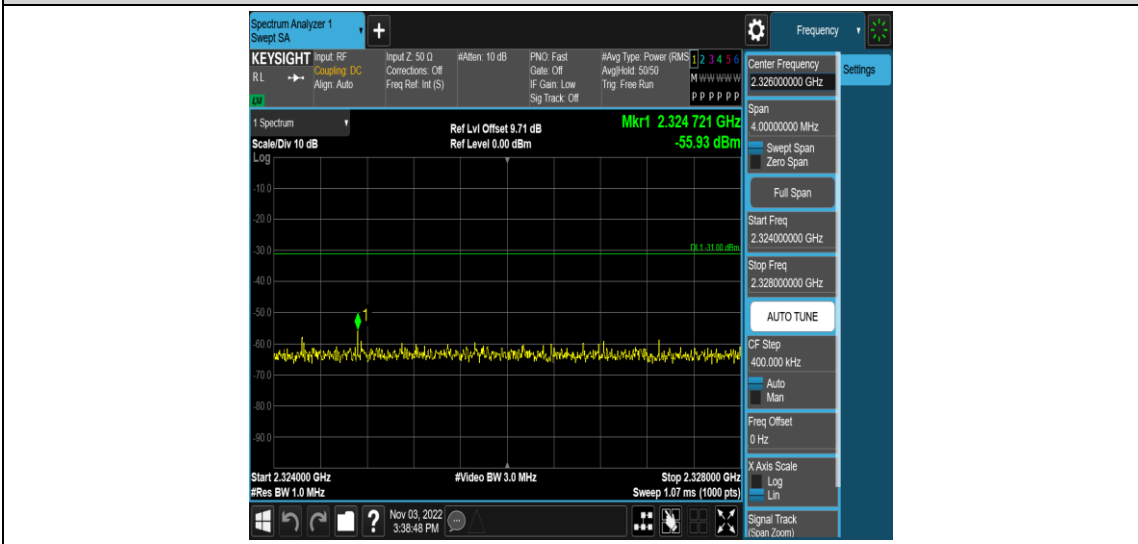 Spectrum Analyzer 1
Swept SA
+
Frequency
KEYSIGHT
Input: RF
Input Z: 50 Ω
#Atten: 10 dB
PNO: Fast
#Avg Type: Power (RMS
1 2 3 4 5 6
RL
Coupling: DC
Corrections: Off
Gate: Off
Avg|Hold: 50/50
M W W W W W
Align: Auto
Freq Ref: Int (S)
IF Gain: Low
Trig: Free Run
Sig Track: Off
P P P P P P
LXI
1 Spectrum
Ref Lvl Offset 9.71 dB
Mkr1 2.324 721 GHz
Scale/Div 10 dB
Ref Level 0.00 dBm
-55.93 dBm
Log
-10.0
-20.0
-30.0
DL1 -31.00 dBm
-40.0
-50.0
1
-60.0
-70.0
-80.0
-90.0
Start 2.324000 GHz
#Video BW 3.0 MHz
Stop 2.328000 GHz
#Res BW 1.0 MHz
Sweep 1.07 ms (1000 pts)
Center Frequency
2.326000000 GHz
Settings
Span
4.00000000 MHz
Swept Span
Zero Span
Full Span
Start Freq
2.324000000 GHz
Stop Freq
2.328000000 GHz
AUTO TUNE
CF Step
400.000 kHz
Auto
Man
Freq Offset
0 Hz
X Axis Scale
Log
Lin
Signal Track
(Span Zoom)
?
Nov 03, 2022
3:38:48 PM